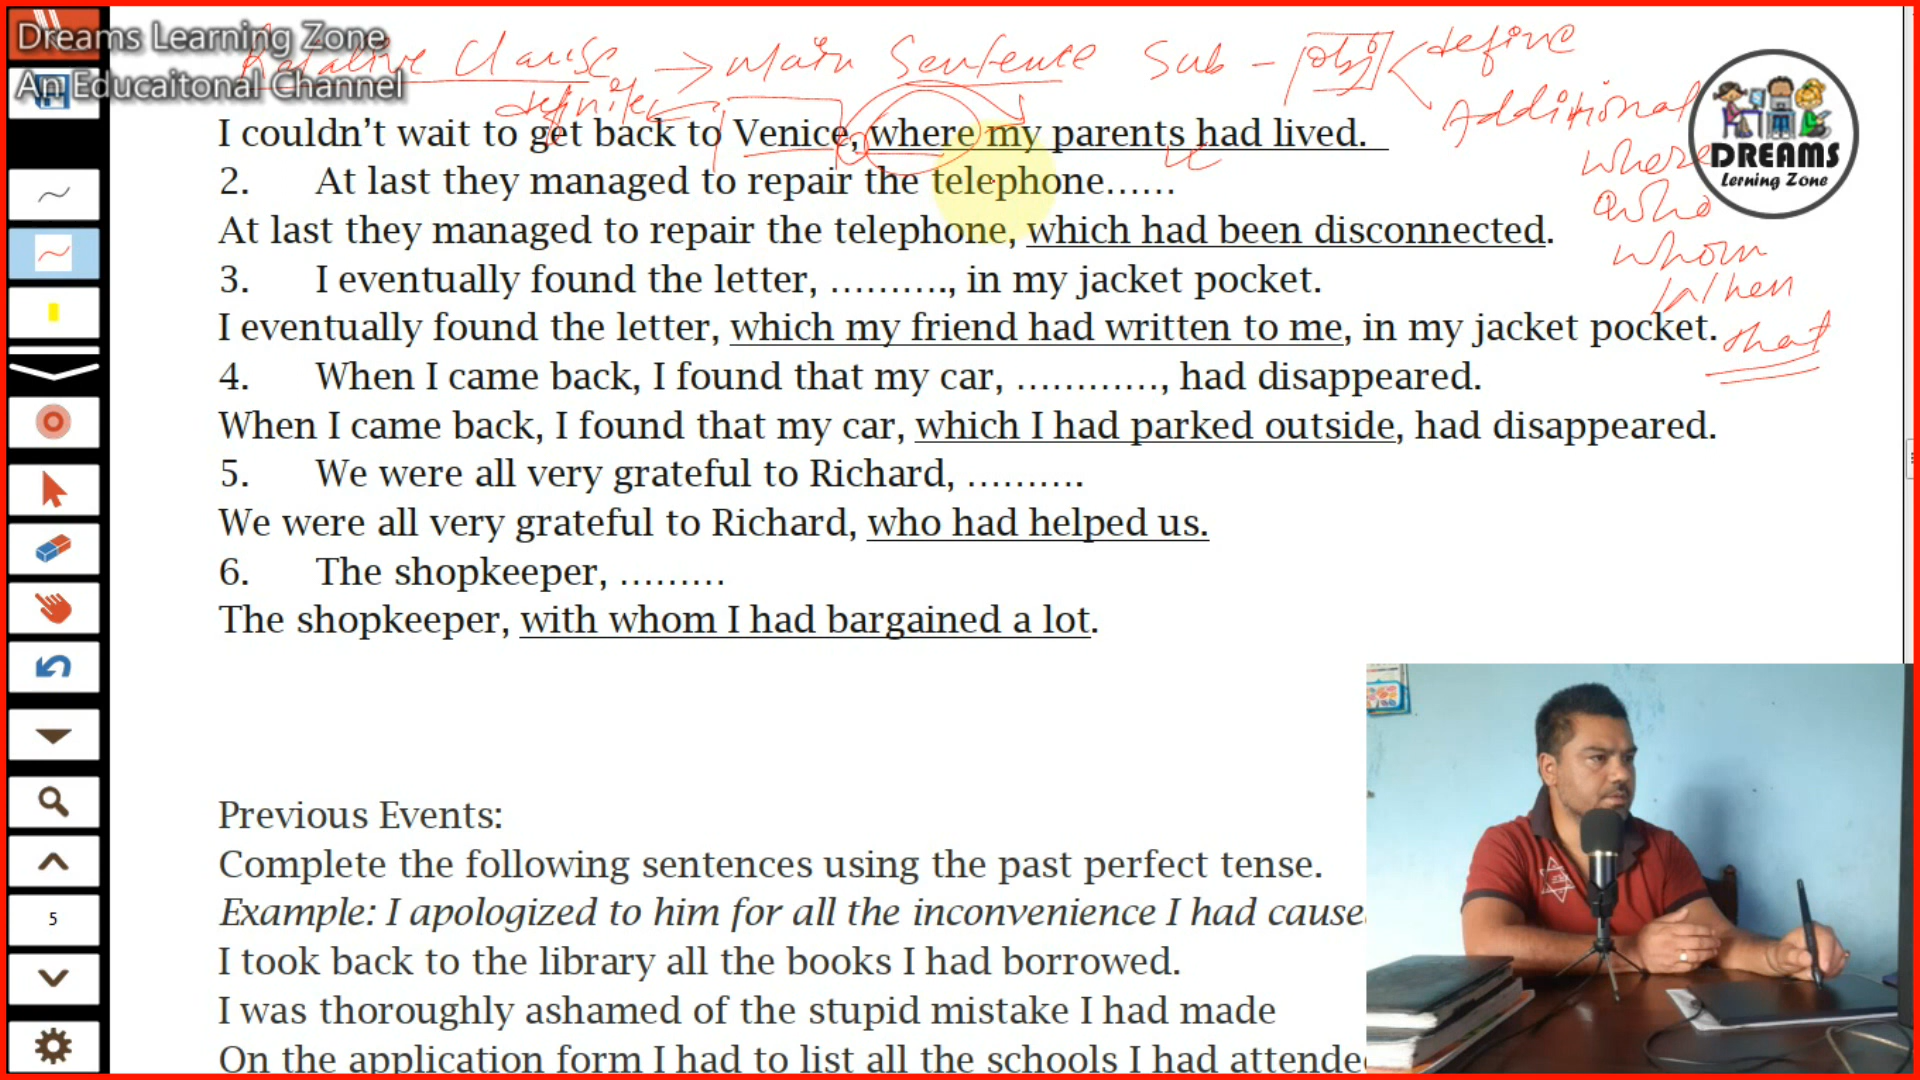 Dreams Learning Zone
An Educaitonal Channel
Relative Clause → Main Sentence Sub - obj define
definite
Additional
I couldn't wait to get back to Venice, where my parents had lived.
where
2. At last they managed to repair the telephone……
who
At last they managed to repair the telephone, which had been disconnected.
whom
3. I eventually found the letter, ………., in my jacket pocket.
when
I eventually found the letter, which my friend had written to me, in my jacket pocket.
that
4. When I came back, I found that my car, …………, had disappeared.
When I came back, I found that my car, which I had parked outside, had disappeared.
5. We were all very grateful to Richard, ……….
We were all very grateful to Richard, who had helped us.
6. The shopkeeper, ………
The shopkeeper, with whom I had bargained a lot.
Previous Events:
Complete the following sentences using the past perfect tense.
Example: I apologized to him for all the inconvenience I had cause
I took back to the library all the books I had borrowed.
I was thoroughly ashamed of the stupid mistake I had made
On the application form I had to list all the schools I had attende
DREAMS
Lerning Zone
5